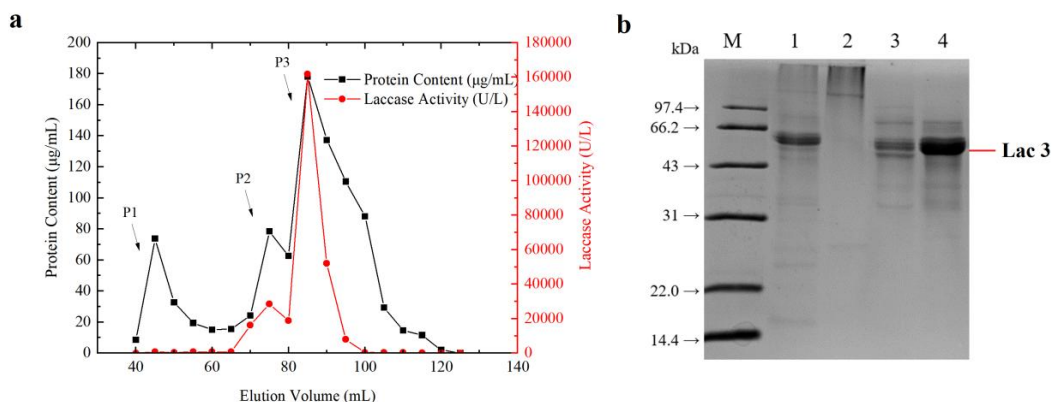 a
200
180
160
140
120
100
80
60
40
20
0
Protein Content (μg/mL)
40 60 80 100 120 140
Elution Volume (mL)
P1
P2
P3
Protein Content (μg/mL)
Laccase Activity (U/L)
180000
160000
140000
120000
100000
80000
60000
40000
20000
0
Laccase Activity (U/L)
b
kDa M 1 2 3 4
97.4→
66.2→
43 →
31 →
22.0→
14.4→
Lac 3